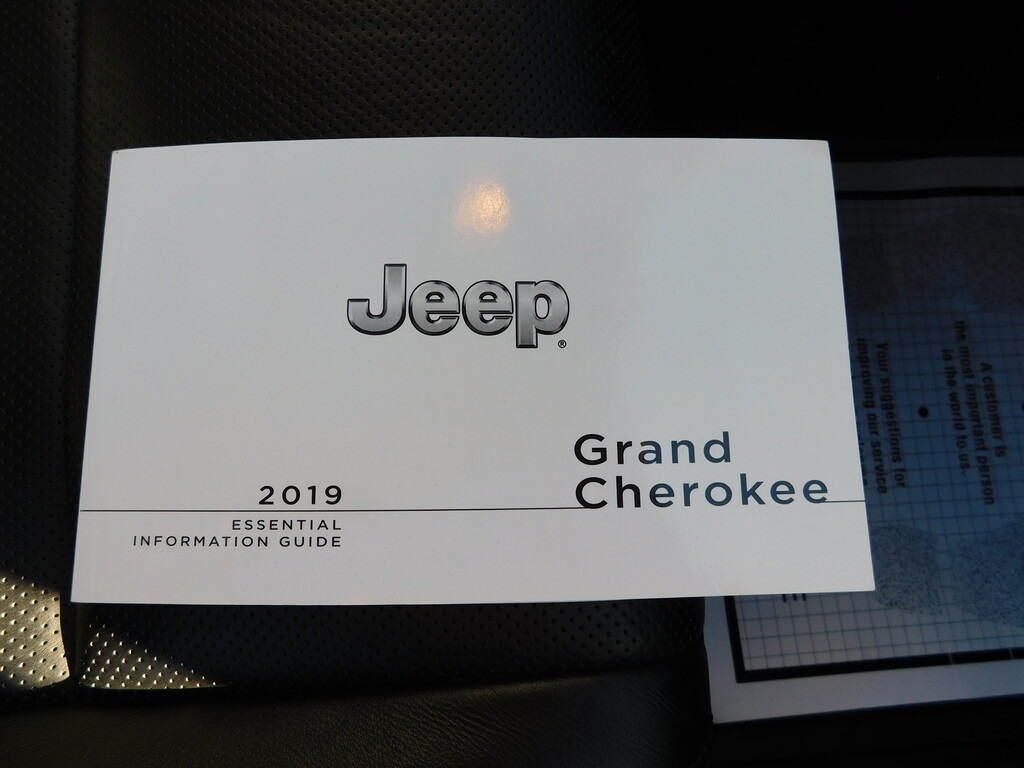 Jeep®
Grand
Cherokee
2019
ESSENTIAL
INFORMATION GUIDE
A customer is
the most important person
in the world to us.
Your suggestions for
improving our service